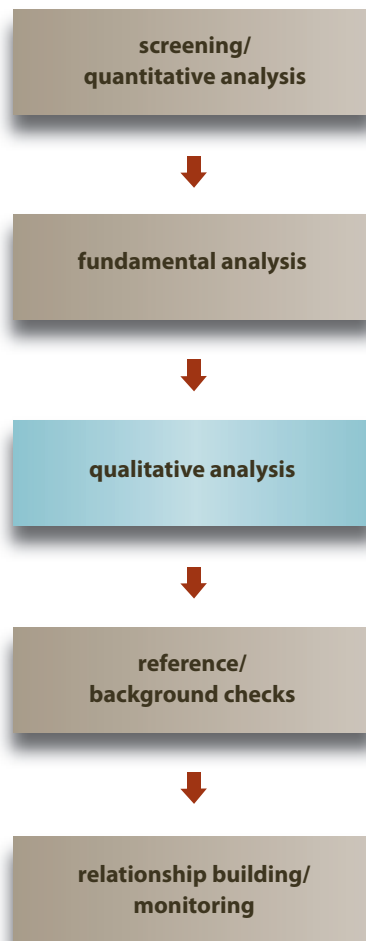 screening/
quantitative analysis
fundamental analysis
qualitative analysis
reference/
background checks
relationship building/
monitoring